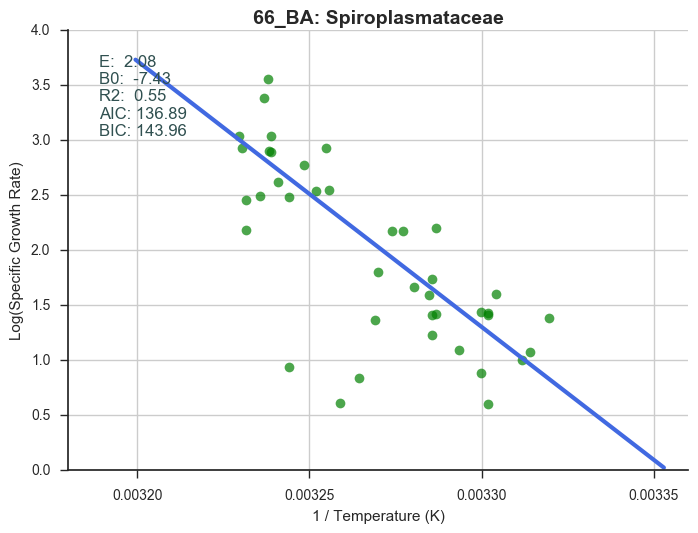 66_BA: Spiroplasmataceae
E: 2.08
B0: -7.43
R2: 0.55
AIC: 136.89
BIC: 143.96
4.0
3.5
3.0
2.5
2.0
1.5
1.0
0.5
0.0
Log(Specific Growth Rate)
0.00320 0.00325 0.00330 0.00335
1 / Temperature (K)